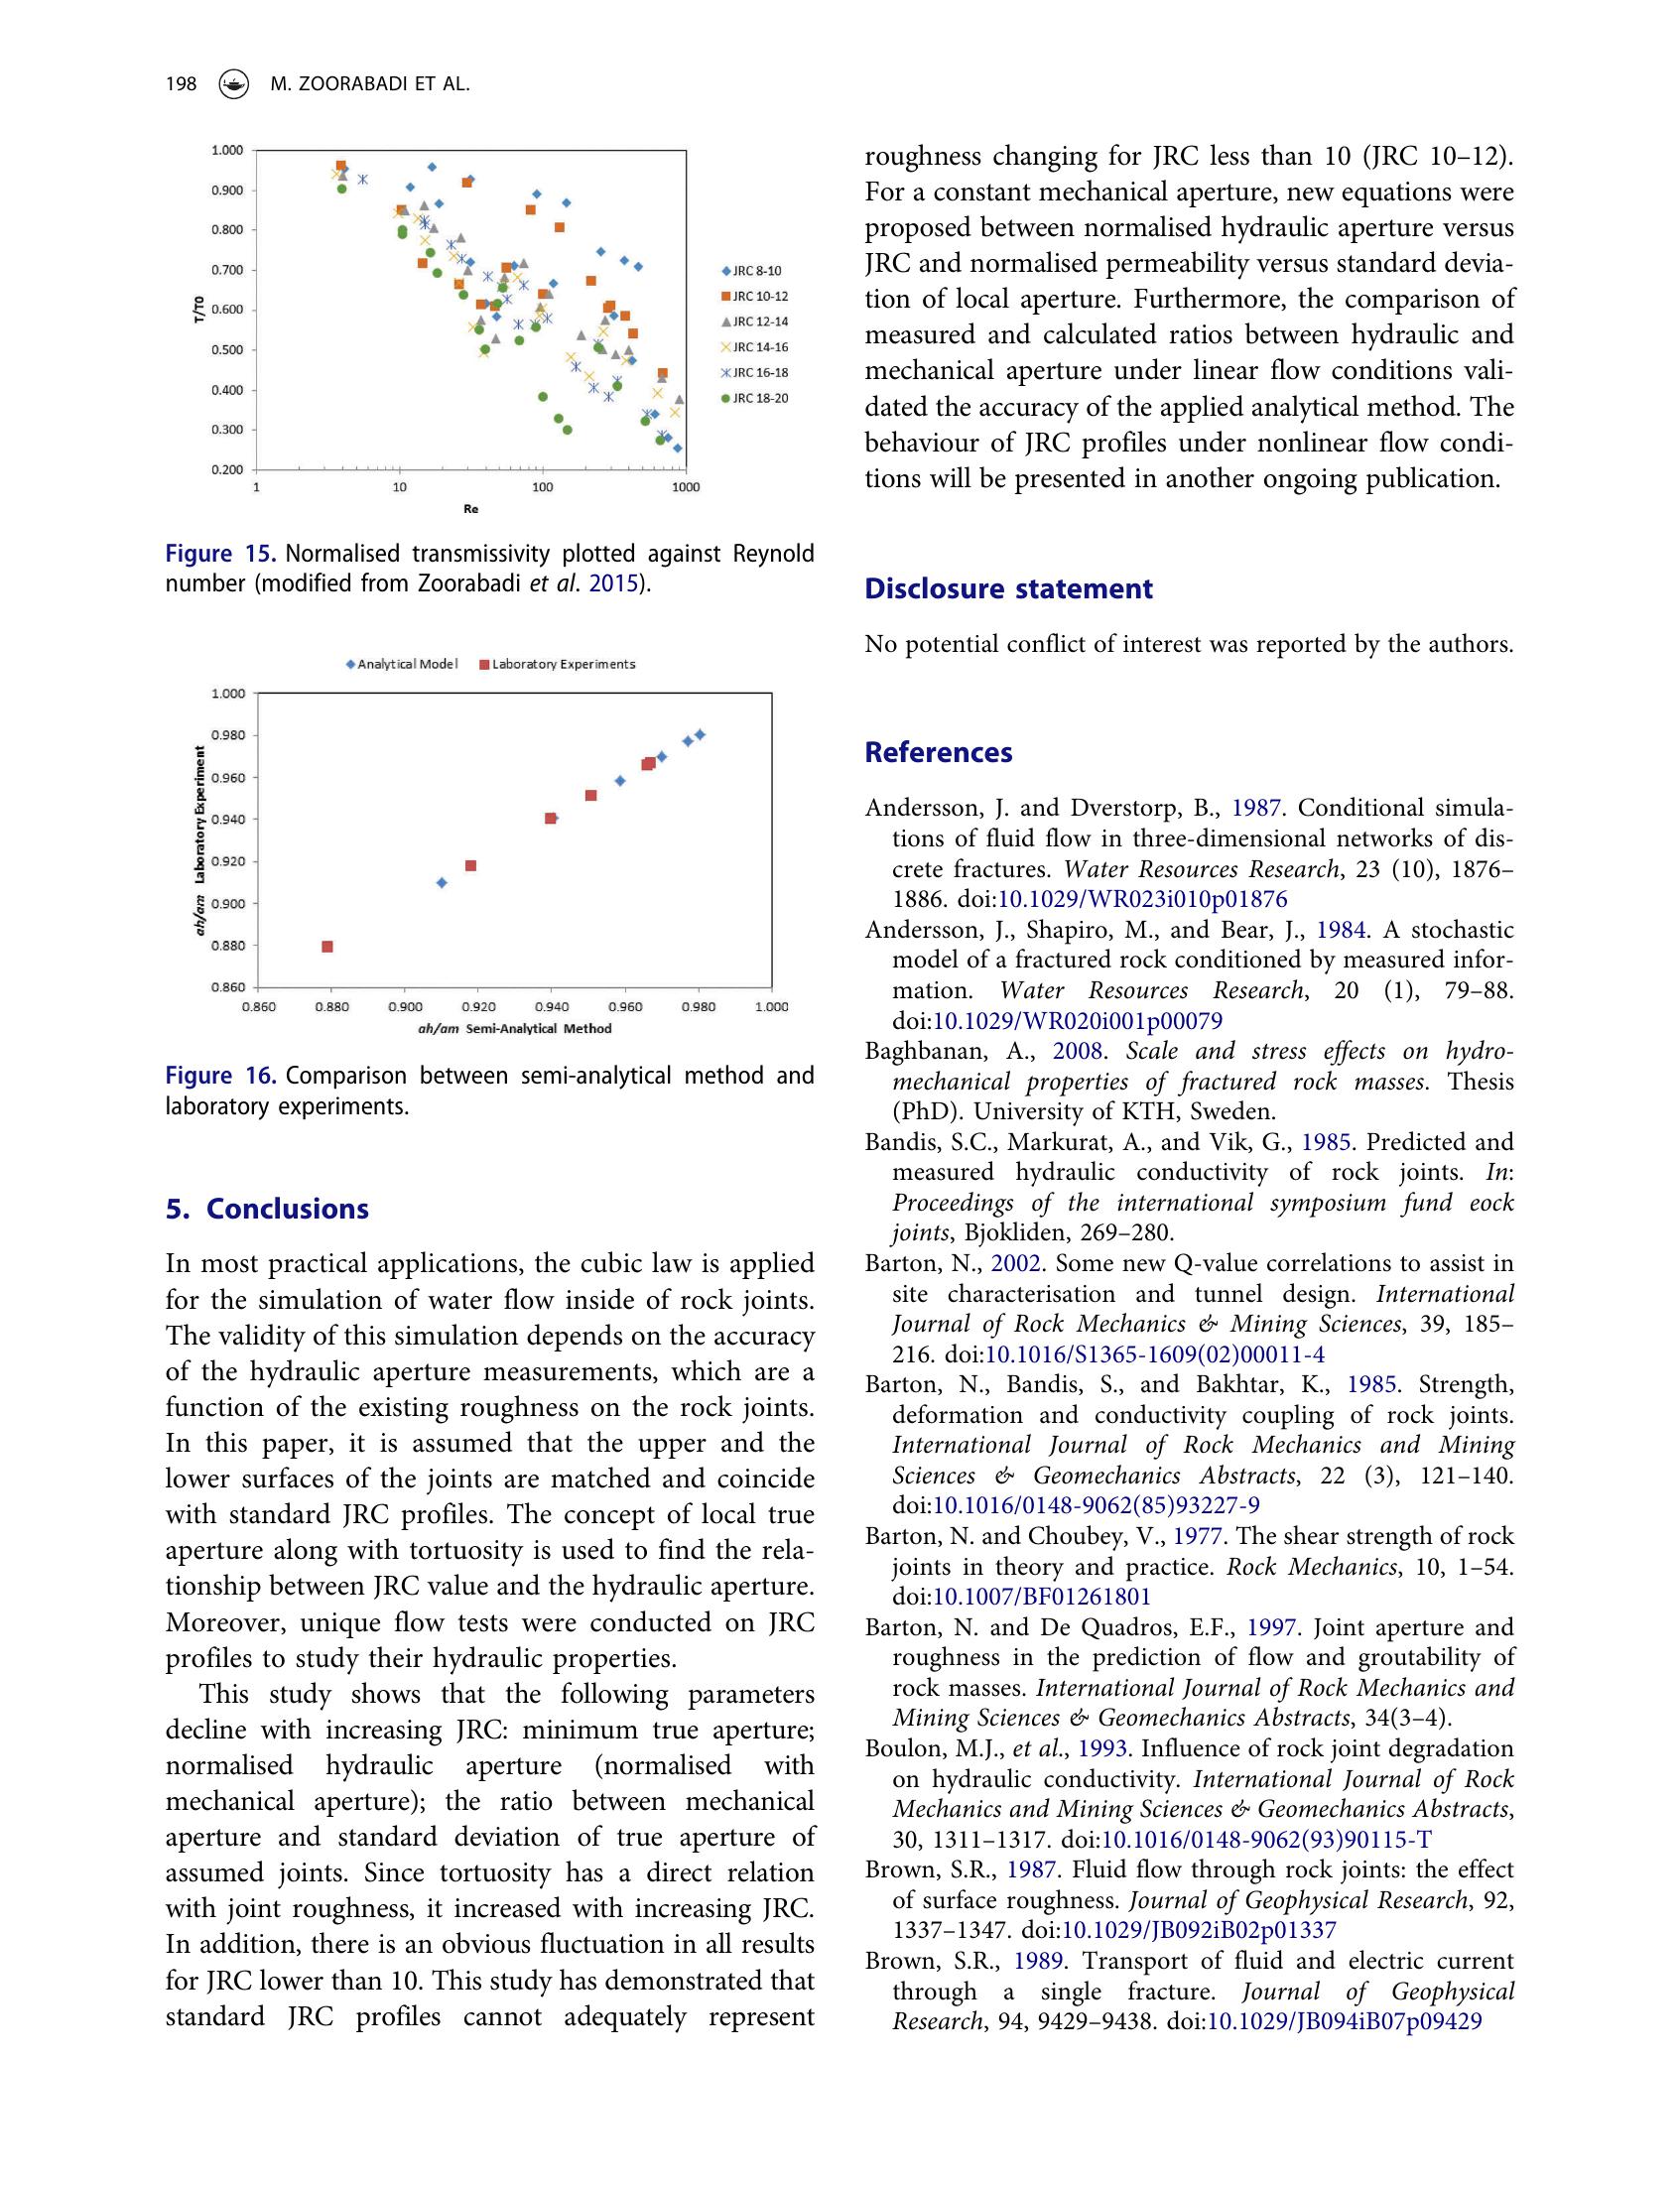 198 M. ZOORABADI ET AL.
1.000
0.900
0.800
0.700
0.600
0.500
0.400
0.300
0.200
T/T0
1 10 100 1000
Re
JRC 8-10
JRC 10-12
JRC 12-14
JRC 14-16
JRC 16-18
JRC 18-20
Figure 15. Normalised transmissivity plotted against Reynold
number (modified from Zoorabadi et al. 2015).
Analytical Model Laboratory Experiments
1.000
0.980
0.960
0.940
0.920
0.900
0.880
0.860
ah/am Laboratory Experiment
0.860 0.880 0.900 0.920 0.940 0.960 0.980 1.000
ah/am Semi-Analytical Method
Figure 16. Comparison between semi-analytical method and
laboratory experiments.
5. Conclusions
In most practical applications, the cubic law is applied
for the simulation of water flow inside of rock joints.
The validity of this simulation depends on the accuracy
of the hydraulic aperture measurements, which are a
function of the existing roughness on the rock joints.
In this paper, it is assumed that the upper and the
lower surfaces of the joints are matched and coincide
with standard JRC profiles. The concept of local true
aperture along with tortuosity is used to find the rela-
tionship between JRC value and the hydraulic aperture.
Moreover, unique flow tests were conducted on JRC
profiles to study their hydraulic properties.
This study shows that the following parameters
decline with increasing JRC: minimum true aperture;
normalised hydraulic aperture (normalised with
mechanical aperture); the ratio between mechanical
aperture and standard deviation of true aperture of
assumed joints. Since tortuosity has a direct relation
with joint roughness, it increased with increasing JRC.
In addition, there is an obvious fluctuation in all results
for JRC lower than 10. This study has demonstrated that
standard JRC profiles cannot adequately represent
roughness changing for JRC less than 10 (JRC 10–12).
For a constant mechanical aperture, new equations were
proposed between normalised hydraulic aperture versus
JRC and normalised permeability versus standard devia-
tion of local aperture. Furthermore, the comparison of
measured and calculated ratios between hydraulic and
mechanical aperture under linear flow conditions vali-
dated the accuracy of the applied analytical method. The
behaviour of JRC profiles under nonlinear flow condi-
tions will be presented in another ongoing publication.
Disclosure statement
No potential conflict of interest was reported by the authors.
References
Andersson, J. and Dverstorp, B., 1987. Conditional simula-
tions of fluid flow in three-dimensional networks of dis-
crete fractures. Water Resources Research, 23 (10), 1876–
1886. doi:10.1029/WR023i010p01876
Andersson, J., Shapiro, M., and Bear, J., 1984. A stochastic
model of a fractured rock conditioned by measured infor-
mation. Water Resources Research, 20 (1), 79–88.
doi:10.1029/WR020i001p00079
Baghbanan, A., 2008. Scale and stress effects on hydro-
mechanical properties of fractured rock masses. Thesis
(PhD). University of KTH, Sweden.
Bandis, S.C., Markurat, A., and Vik, G., 1985. Predicted and
measured hydraulic conductivity of rock joints. In:
Proceedings of the international symposium fund eock
joints, Bjokliden, 269–280.
Barton, N., 2002. Some new Q-value correlations to assist in
site characterisation and tunnel design. International
Journal of Rock Mechanics & Mining Sciences, 39, 185–
216. doi:10.1016/S1365-1609(02)00011-4
Barton, N., Bandis, S., and Bakhtar, K., 1985. Strength,
deformation and conductivity coupling of rock joints.
International Journal of Rock Mechanics and Mining
Sciences & Geomechanics Abstracts, 22 (3), 121–140.
doi:10.1016/0148-9062(85)93227-9
Barton, N. and Choubey, V., 1977. The shear strength of rock
joints in theory and practice. Rock Mechanics, 10, 1–54.
doi:10.1007/BF01261801
Barton, N. and De Quadros, E.F., 1997. Joint aperture and
roughness in the prediction of flow and groutability of
rock masses. International Journal of Rock Mechanics and
Mining Sciences & Geomechanics Abstracts, 34(3–4).
Boulon, M.J., et al., 1993. Influence of rock joint degradation
on hydraulic conductivity. International Journal of Rock
Mechanics and Mining Sciences & Geomechanics Abstracts,
30, 1311–1317. doi:10.1016/0148-9062(93)90115-T
Brown, S.R., 1987. Fluid flow through rock joints: the effect
of surface roughness. Journal of Geophysical Research, 92,
1337–1347. doi:10.1029/JB092iB02p01337
Brown, S.R., 1989. Transport of fluid and electric current
through a single fracture. Journal of Geophysical
Research, 94, 9429–9438. doi:10.1029/JB094iB07p09429